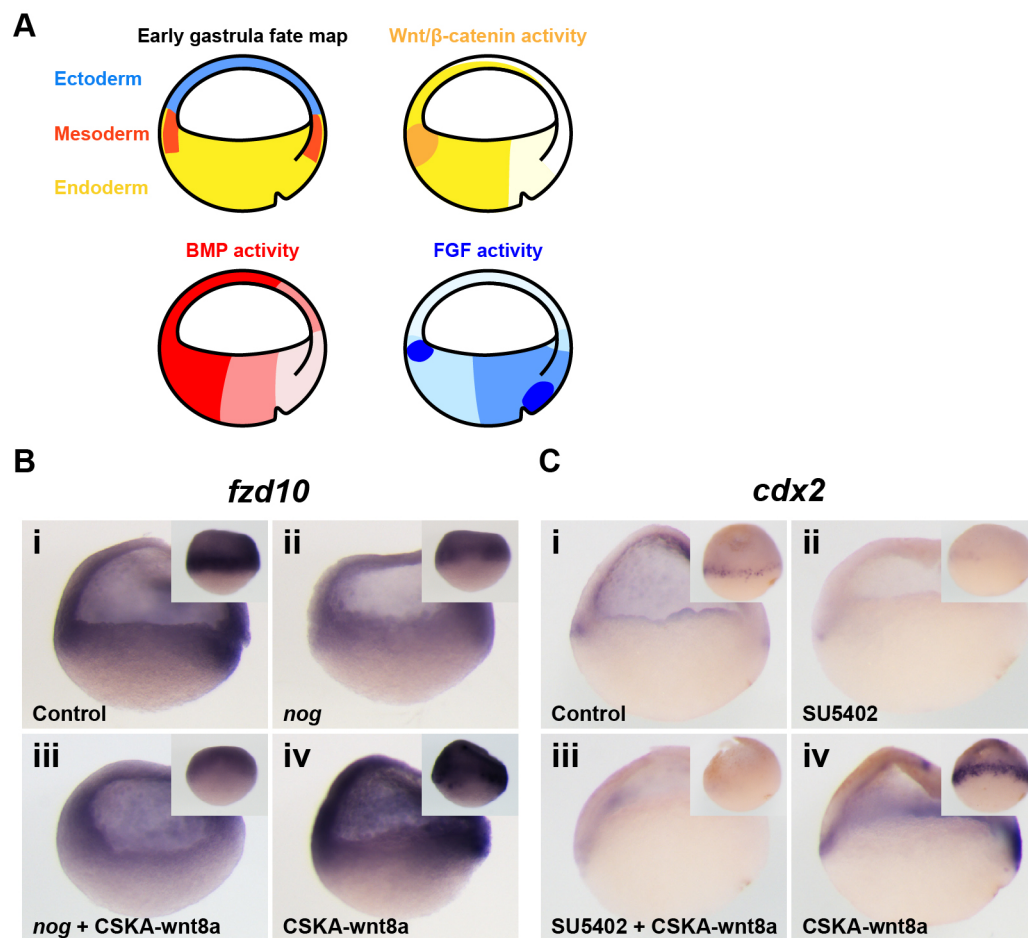 A
Early gastrula fate map
Wnt/β-catenin activity
Ectoderm
Mesoderm
Endoderm
BMP activity
FGF activity
B
C
fzd10
cdx2
i
Control
ii
nog
iii
nog + CSKA-wnt8a
iv
CSKA-wnt8a
i
Control
ii
SU5402
iii
SU5402 + CSKA-wnt8a
iv
CSKA-wnt8a